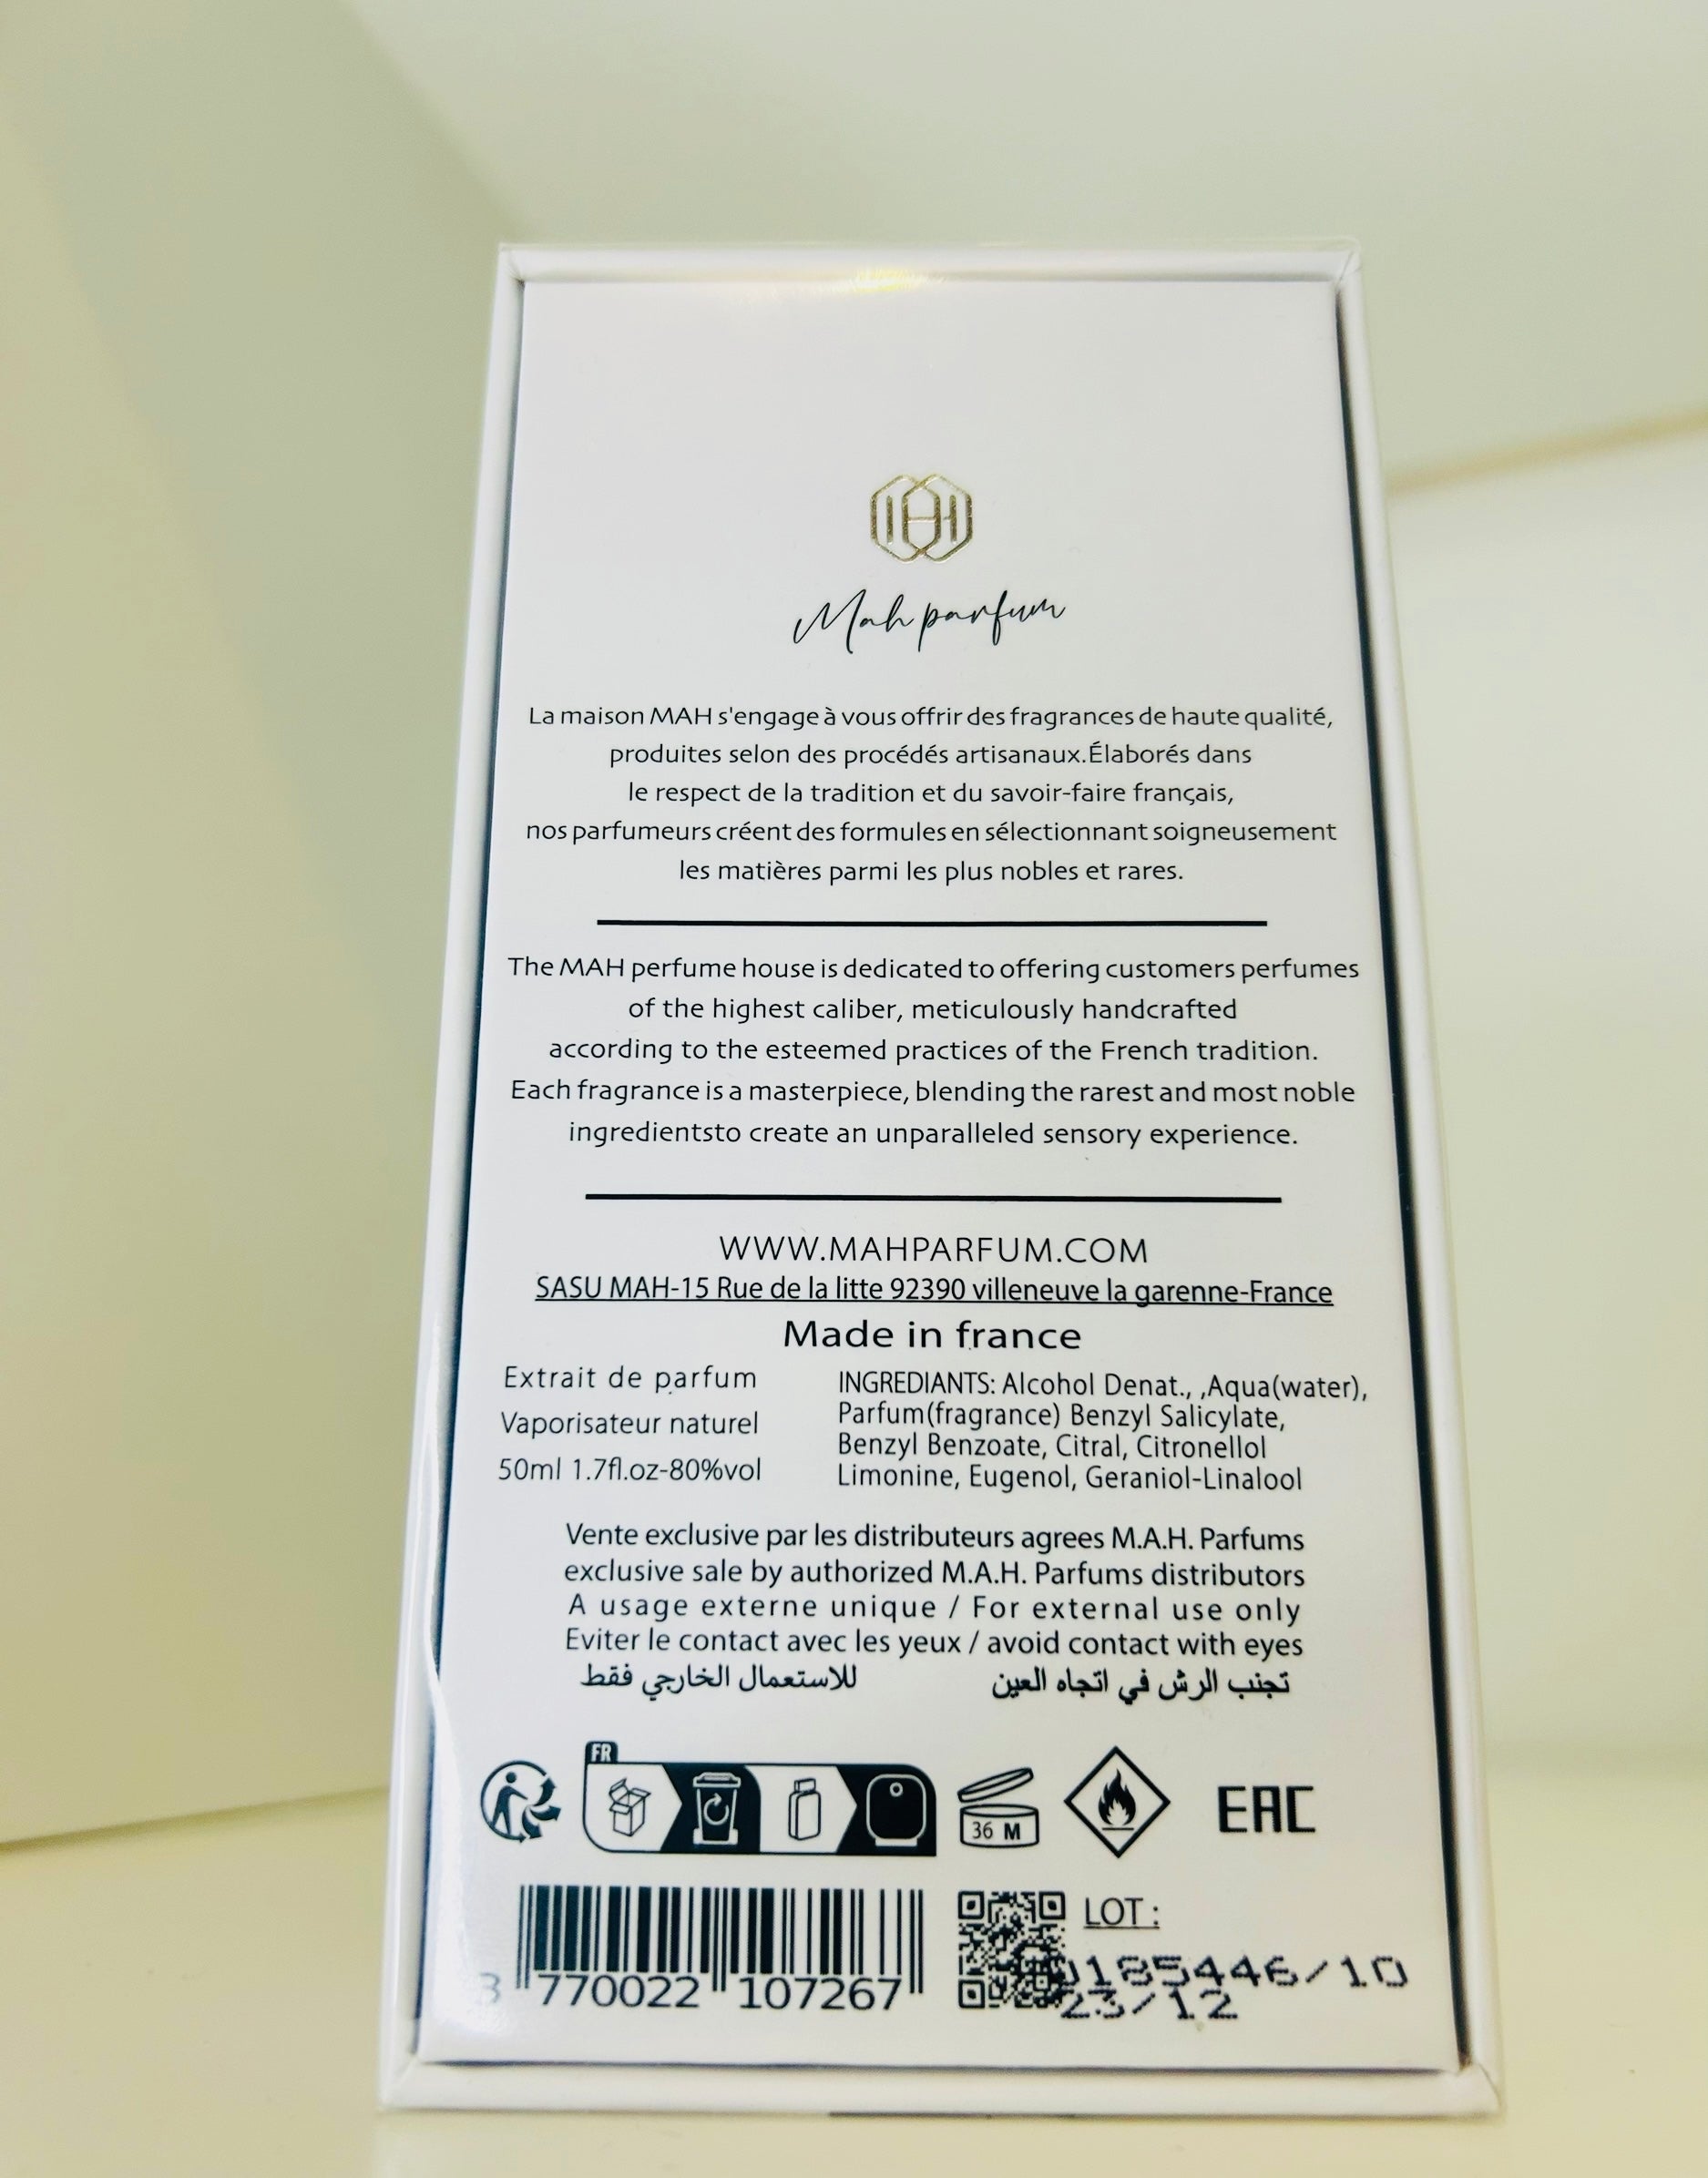 Mah parfum
La maison MAH s'engage à vous offrir des fragrances de haute qualité,
produites selon des procédés artisanaux.Élaborés dans
le respect de la tradition et du savoir-faire français,
nos parfumeurs créent des formules en sélectionnant soigneusement
les matières parmi les plus nobles et rares.
The MAH perfume house is dedicated to offering customers perfumes
of the highest caliber, meticulously handcrafted
according to the esteemed practices of the French tradition.
Each fragrance is a masterpiece, blending the rarest and most noble
ingredientsto create an unparalleled sensory experience.
WWW.MAHPARFUM.COM
SASU MAH-15 Rue de la litte 92390 villeneuve la garenne-France
Made in france
Extrait de parfum
Vaporisateur naturel
50ml 1.7fl.oz-80%vol
INGREDIANTS: Alcohol Denat., ,Aqua(water),
Parfum(fragrance) Benzyl Salicylate,
Benzyl Benzoate, Citral, Citronellol
Limonine, Eugenol, Geraniol-Linalool
Vente exclusive par les distributeurs agrees M.A.H. Parfums
exclusive sale by authorized M.A.H. Parfums distributors
A usage externe unique / For external use only
Eviter le contact avec les yeux / avoid contact with eyes
تجنب الرش في اتجاه العين
للاستعمال الخارجي فقط
FR
36 M
EAC
3 770022 107267
LOT :
0185446/10
23/12